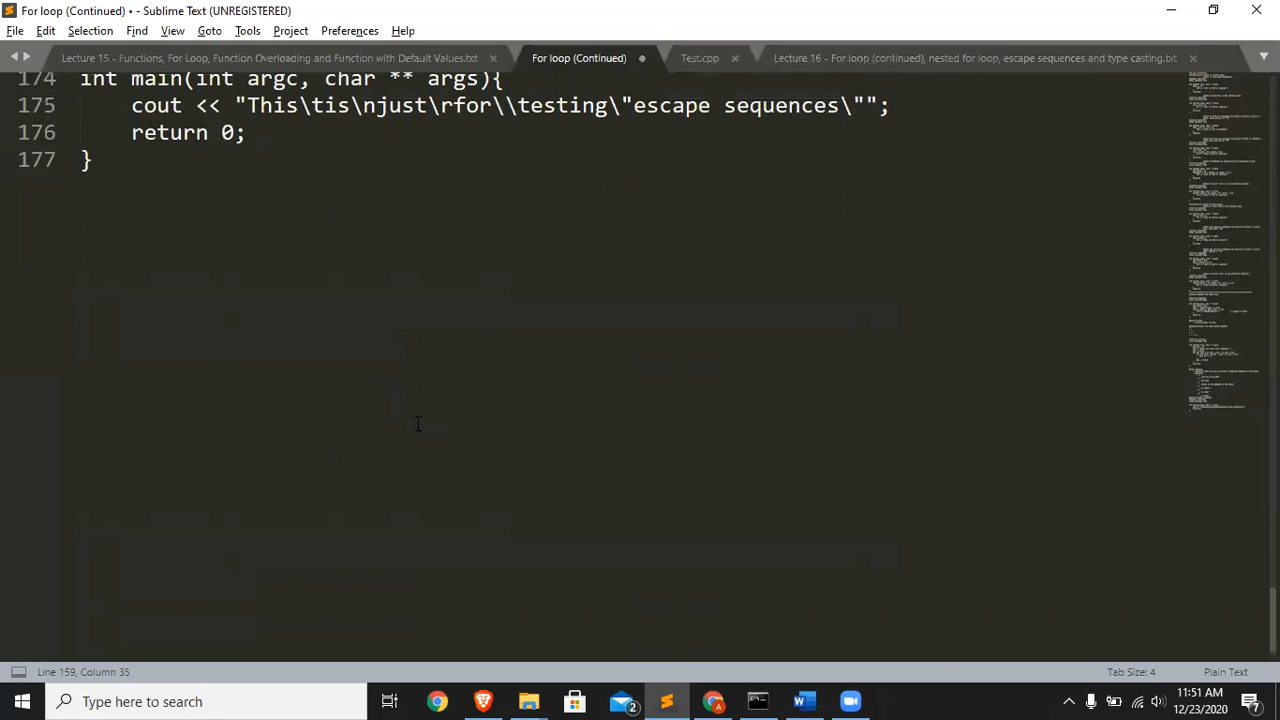 For loop (Continued) • - Sublime Text (UNREGISTERED)
File Edit Selection Find View Goto Tools Project Preferences Help
Lecture 15 - Functions, For Loop, Function Overloading and Function with Default Values.txt For loop (Continued) Test.cpp Lecture 16 - For loop (continued), nested for loop, escape sequences and type casting.txt
174 int main(int argc, char ** args){
175 cout << "This\tis\njust\rfor\\testing\"escape sequences\"";
176 return 0;
177 }
Line 159, Column 35 Tab Size: 4 Plain Text
Type here to search 2 11:51 AM
12/23/2020 7